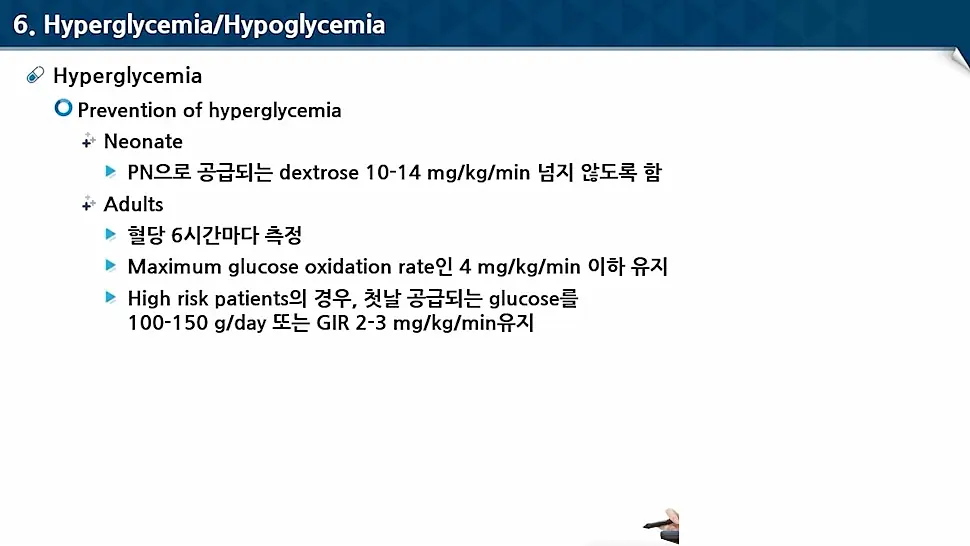 6. Hyperglycemia/Hypoglycemia
Hyperglycemia
Prevention of hyperglycemia
Neonate
PN으로 공급되는 dextrose 10-14 mg/kg/min 넘지 않도록 함
Adults
혈당 6시간마다 측정
Maximum glucose oxidation rate인 4 mg/kg/min 이하 유지
High risk patients의 경우, 첫날 공급되는 glucose를
100-150 g/day 또는 GIR 2-3 mg/kg/min유지